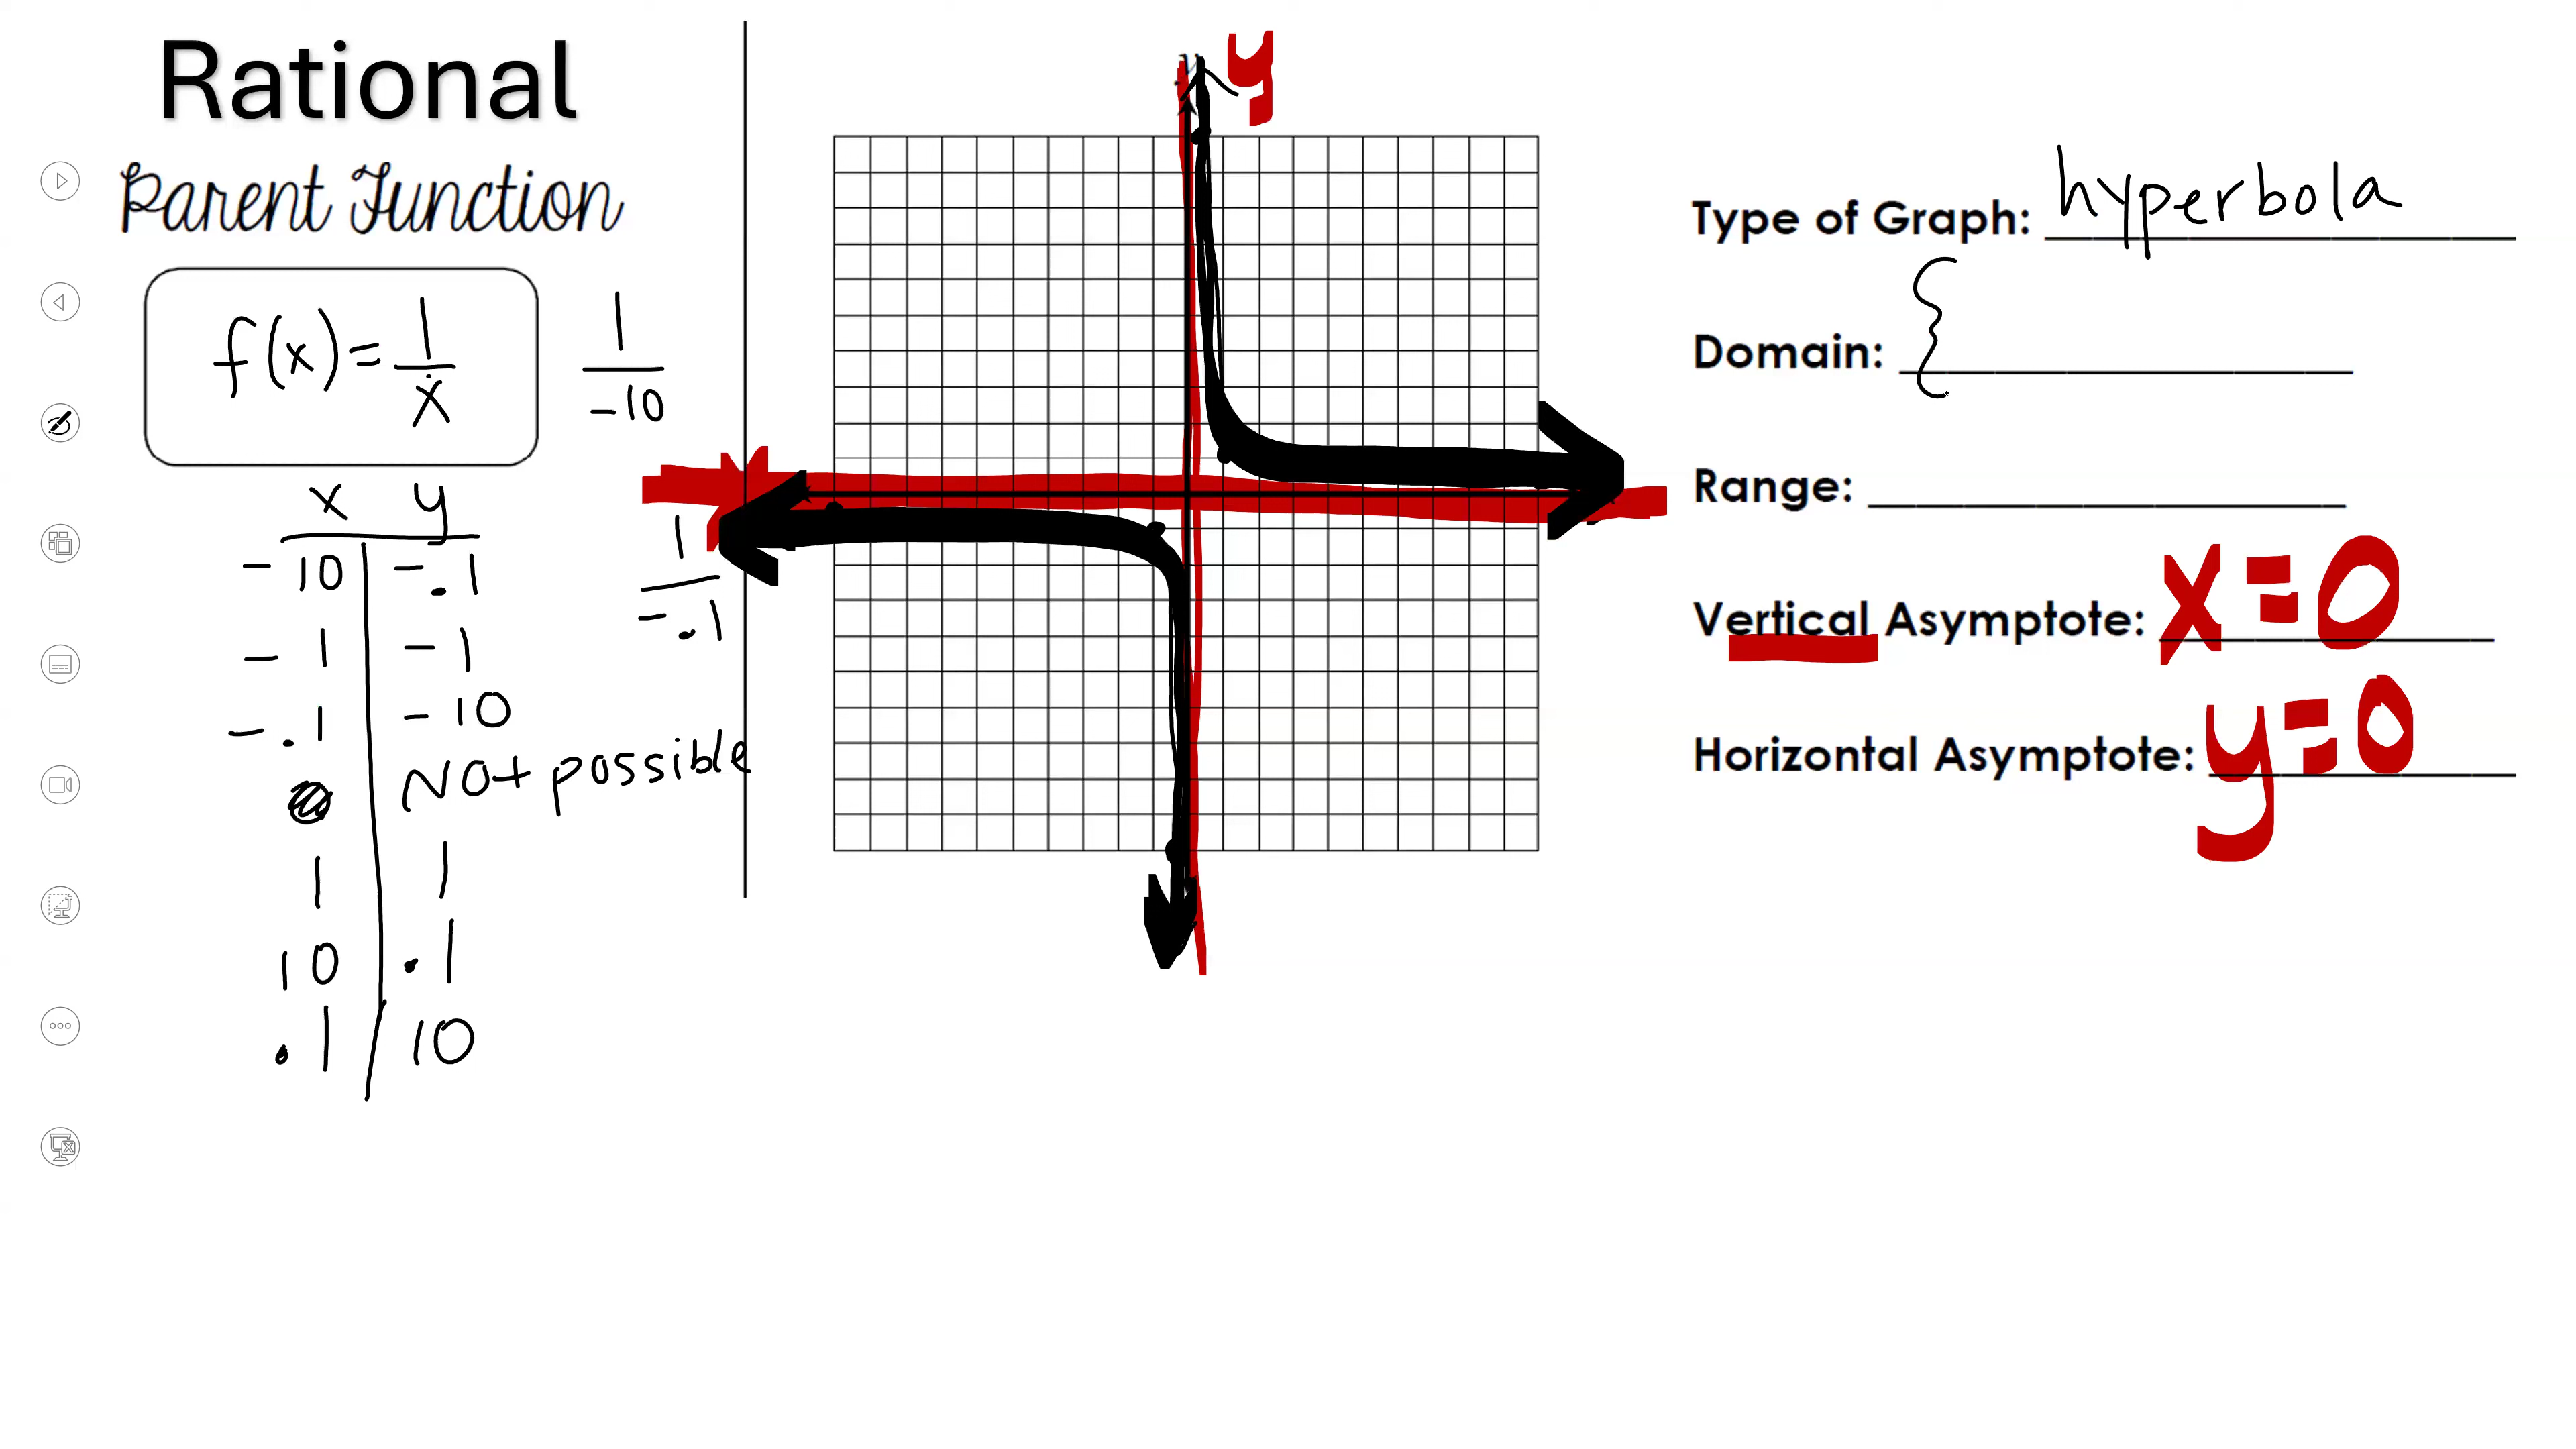 Rational
Parent Function
f(x) = 1/x
1/-10
x y
-10 -.1
-1 -1
-.1 -10
0 Not possible
1 1
10 .1
.1 10
1/-.1
y
y
Type of Graph: hyperbola
Domain: {
Range:
Vertical Asymptote: x=0
Horizontal Asymptote: y=0